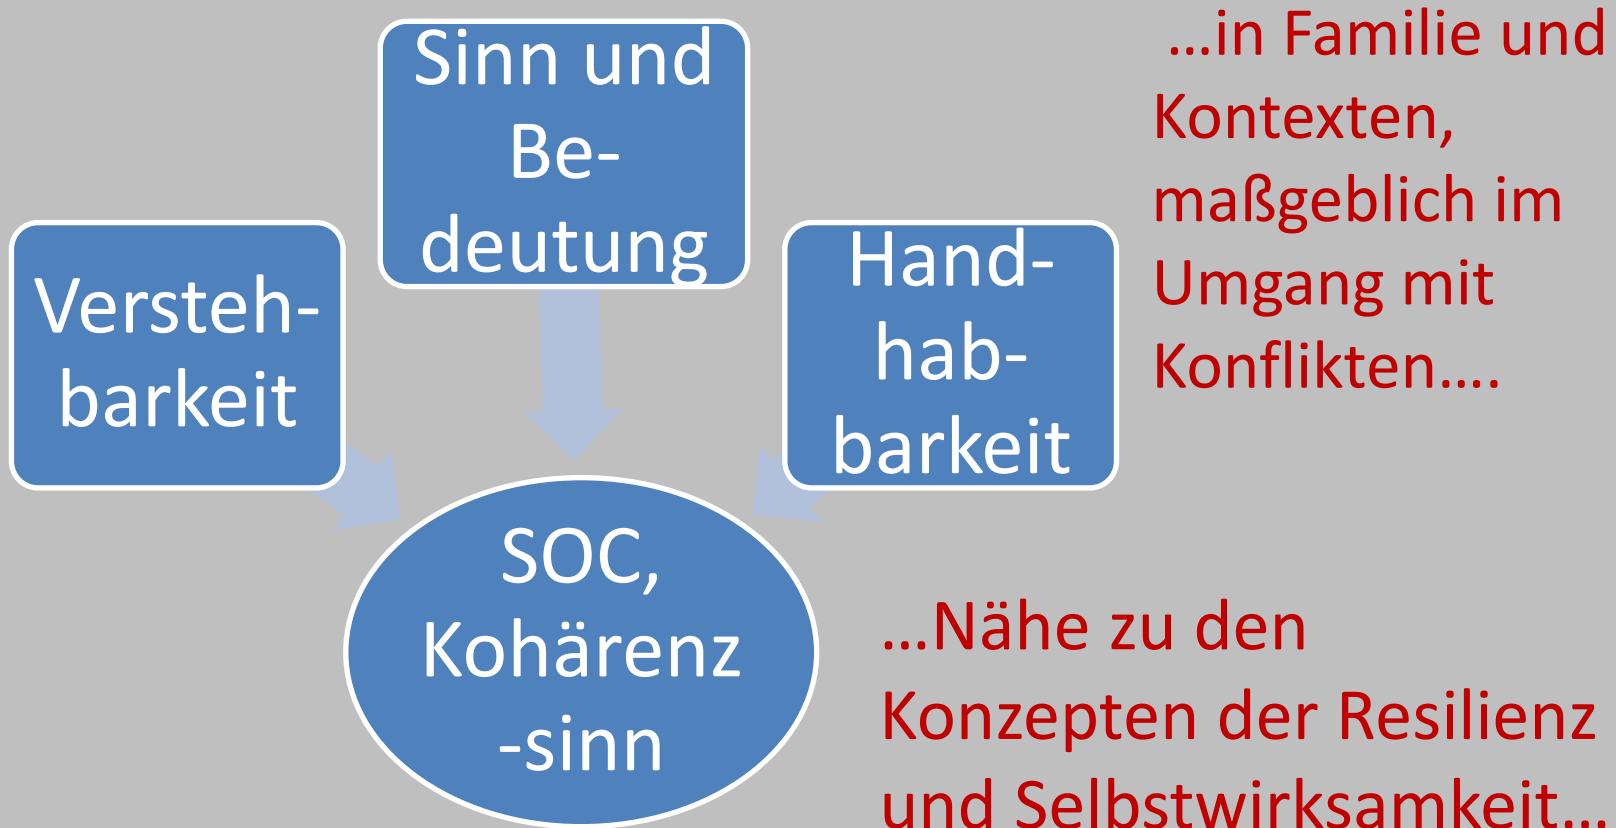 Sinn und
Be-
deutung
Versteh-
barkeit
Hand-
hab-
barkeit
SOC,
Kohärenz
-sinn
...in Familie und
Kontexten,
maßgeblich im
Umgang mit
Konflikten....
...Nähe zu den
Konzepten der Resilienz
und Selbstwirksamkeit...